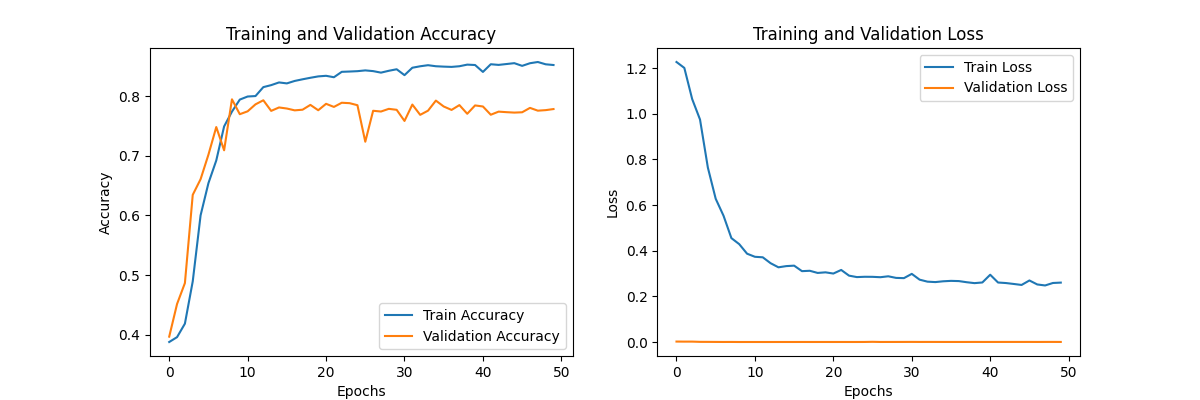 Training and Validation Accuracy
Accuracy
0.8
0.7
0.6
0.5
0.4
Train Accuracy
Validation Accuracy
0 10 20 30 40 50
Epochs
Training and Validation Loss
Loss
1.2
1.0
0.8
0.6
0.4
0.2
0.0
Train Loss
Validation Loss
0 10 20 30 40 50
Epochs